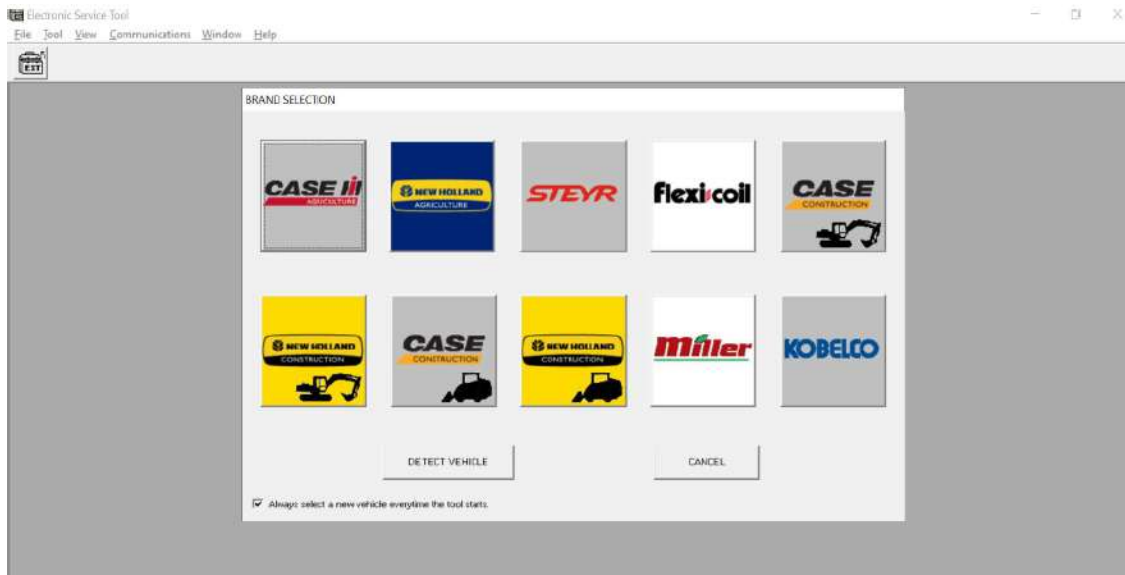 Electronic Service Tool
File Tool View Communications Window Help
EST
BRAND SELECTION
CASE IH
AGRICULTURE
NEW HOLLAND
AGRICULTURE
STEYR
flexi-coil
CASE
CONSTRUCTION
NEW HOLLAND
CONSTRUCTION
CASE
CONSTRUCTION
NEW HOLLAND
CONSTRUCTION
Miller
KOBELCO
DETECT VEHICLE
CANCEL
Always select a new vehicle everytime the tool starts